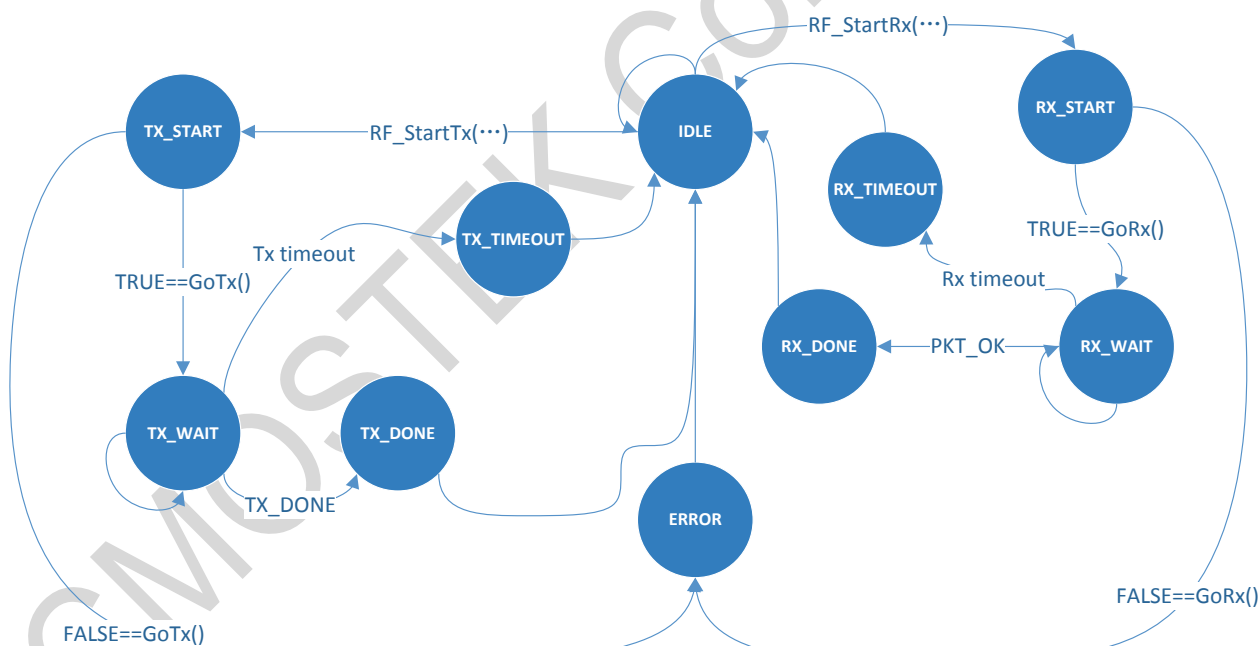 RF_StartRx(···)
TX_START
RF_StartTx(···)
IDLE
RX_START
RX_TIMEOUT
TX_TIMEOUT
TRUE==GoRx()
Tx timeout
TRUE==GoTx()
Rx timeout
RX_DONE
PKT_OK
RX_WAIT
TX_WAIT
TX_DONE
TX_DONE
ERROR
FALSE==GoRx()
FALSE==GoTx()
CMOSTEK Co